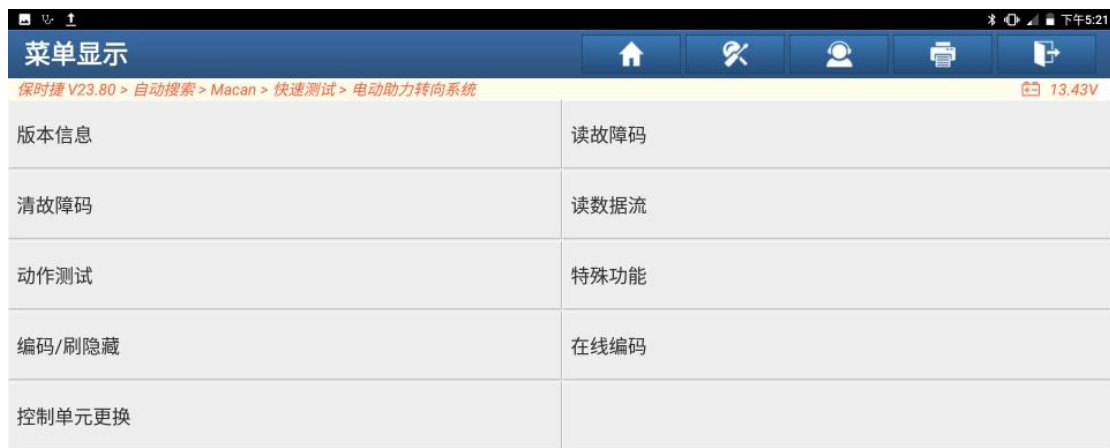 下午5:21
菜单显示
保时捷 V23.80 > 自动搜索 > Macan > 快速测试 > 电动助力转向系统
13.43V
版本信息
读故障码
清故障码
读数据流
动作测试
特殊功能
编码/刷隐藏
在线编码
控制单元更换